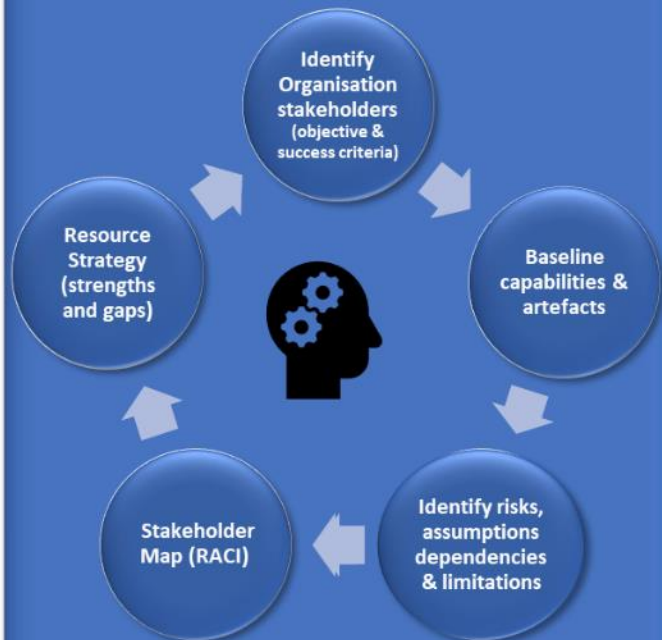 Identify
Organisation
stakeholders
(objective &
success criteria)
Baseline
capabilities &
artefacts
Identify risks,
assumptions
dependencies
& limitations
Stakeholder
Map (RACI)
Resource
Strategy
(strengths
and gaps)